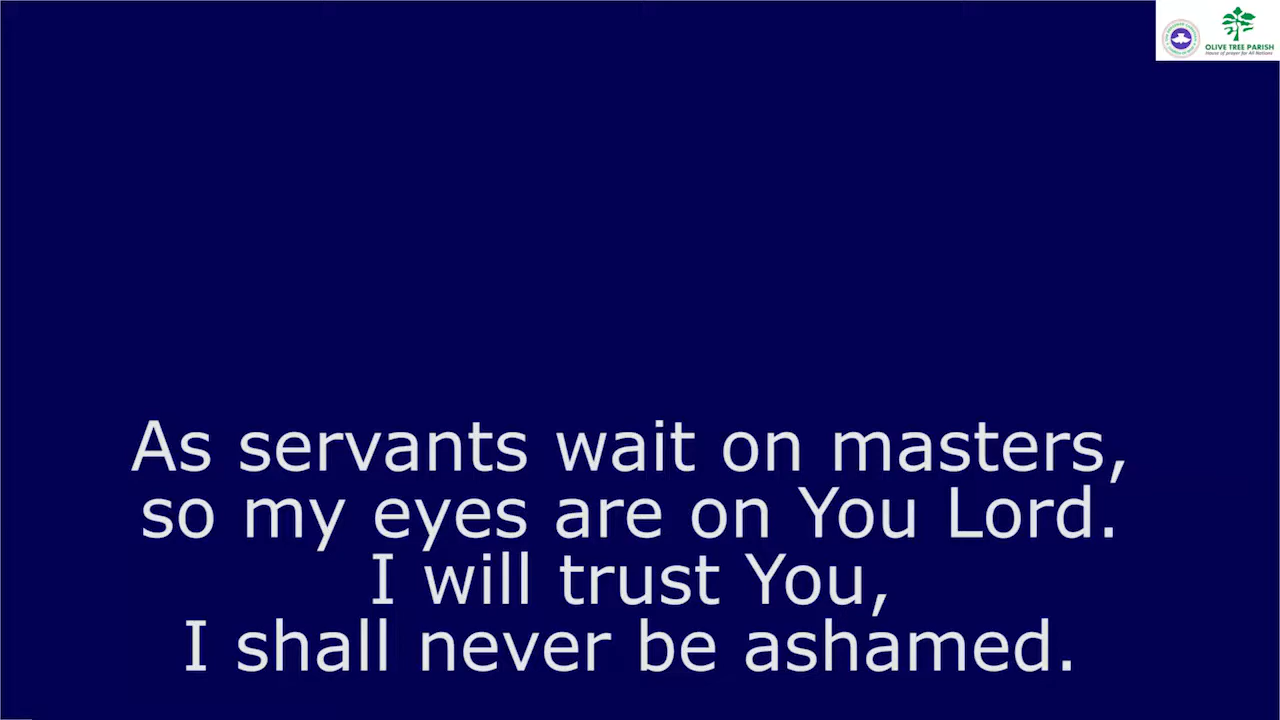 OLIVE TREE PARISH
House of prayer for All Nations
As servants wait on masters,
so my eyes are on You Lord.
I will trust You,
I shall never be ashamed.